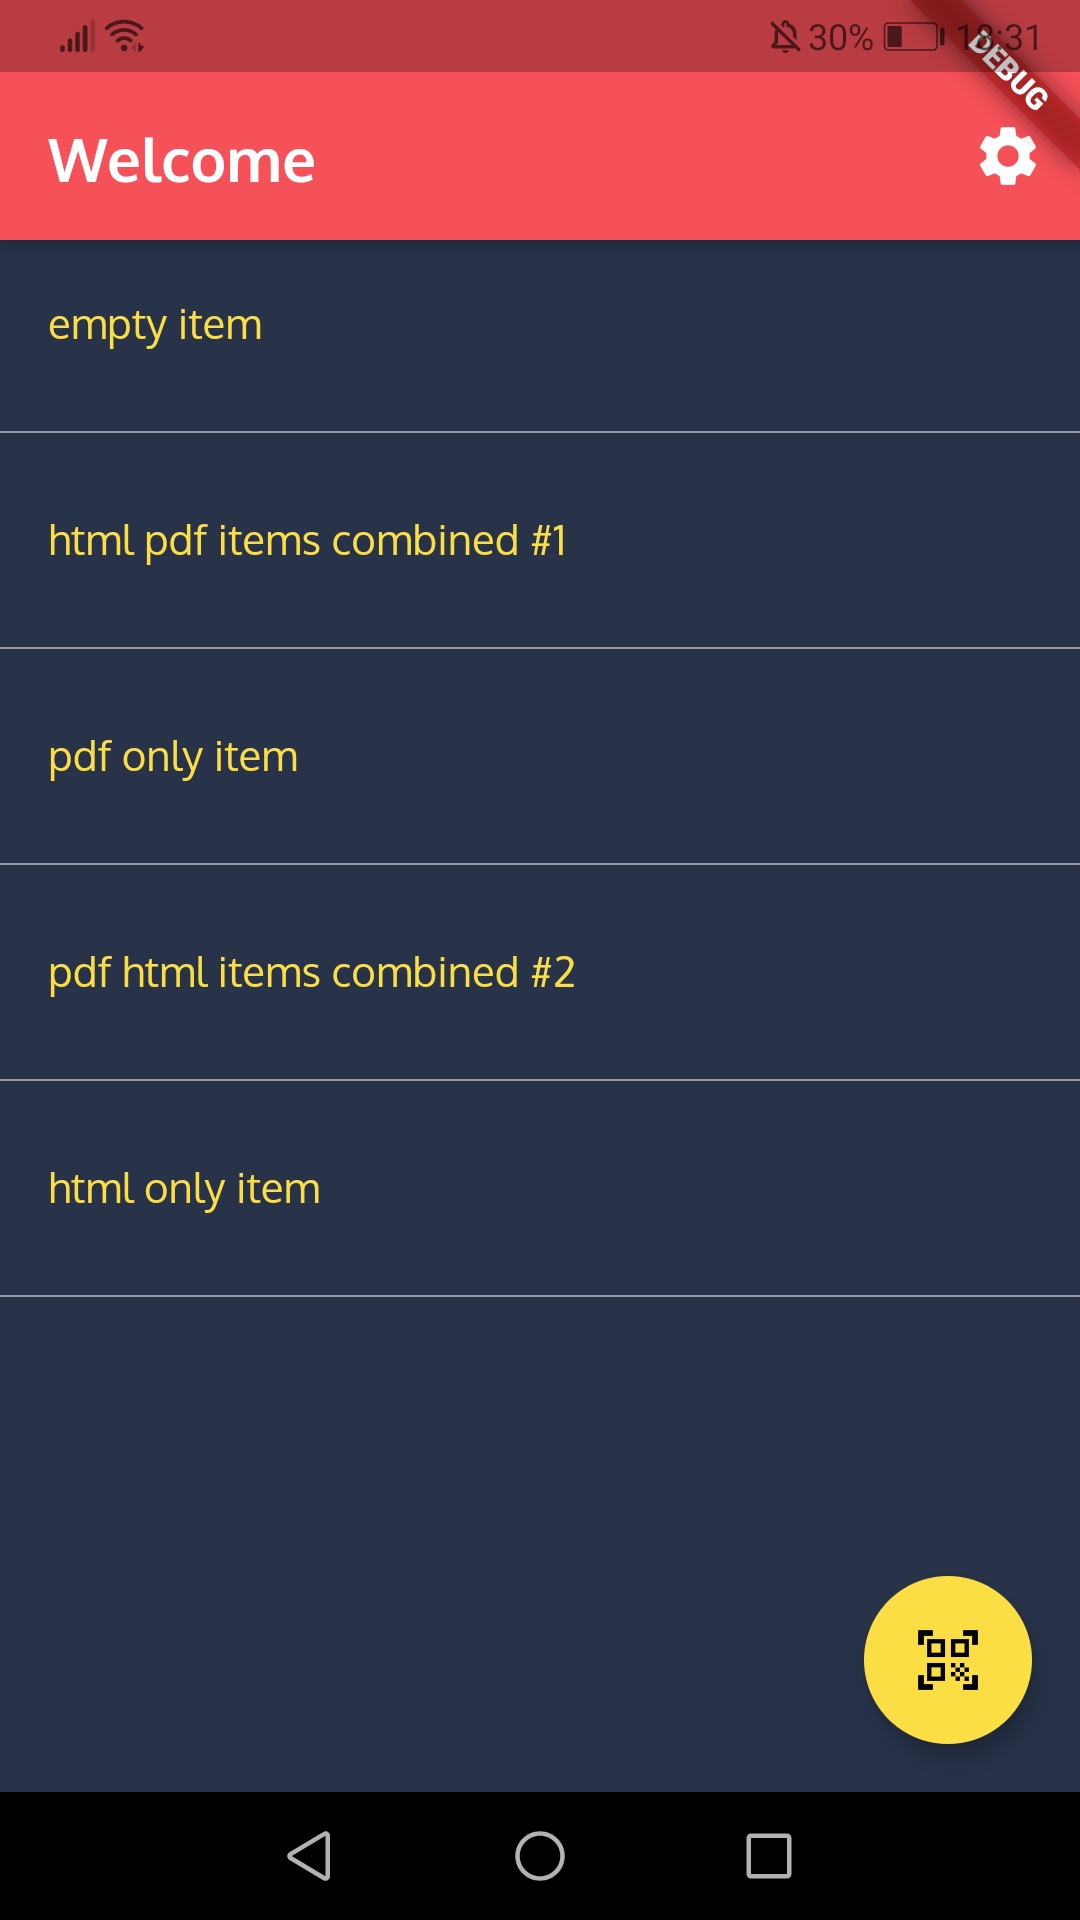 30% 18:31
DEBUG
Welcome
empty item
html pdf items combined #1
pdf only item
pdf html items combined #2
html only item